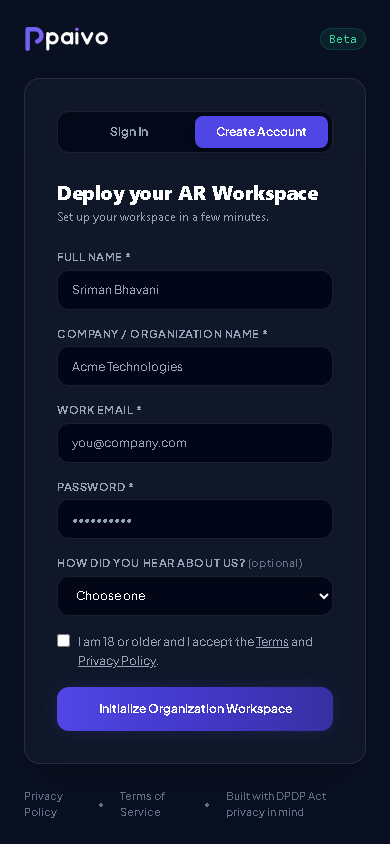 Ppaivo
Beta
Sign In
Create Account
Deploy your AR Workspace
Set up your workspace in a few minutes.
FULL NAME *
Sriman Bhavani
COMPANY / ORGANIZATION NAME *
Acme Technologies
WORK EMAIL *
you@company.com
PASSWORD *
••••••••••
HOW DID YOU HEAR ABOUT US? (optional)
Choose one
I am 18 or older and I accept the Terms and
Privacy Policy.
Initialize Organization Workspace
Privacy
Policy
•
Terms of
Service
•
Built with DPDP Act
privacy in mind